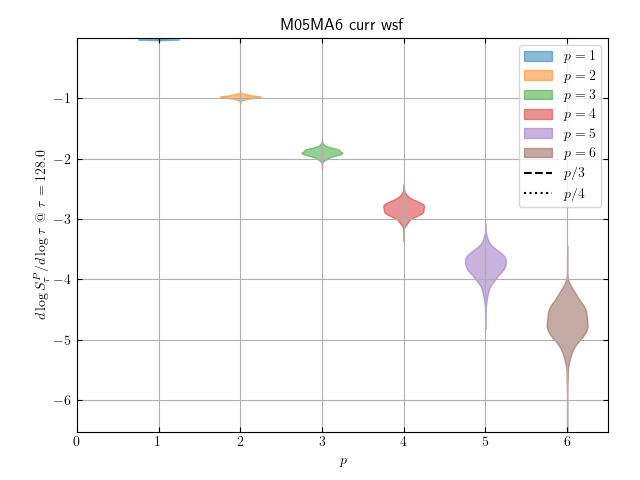 M05MA6 curr wsf
d log S_τ^P / d log τ @ τ = 128.0
−1
−2
−3
−4
−5
−6
0 1 2 3 4 5 6
p
p = 1
p = 2
p = 3
p = 4
p = 5
p = 6
p/3
p/4